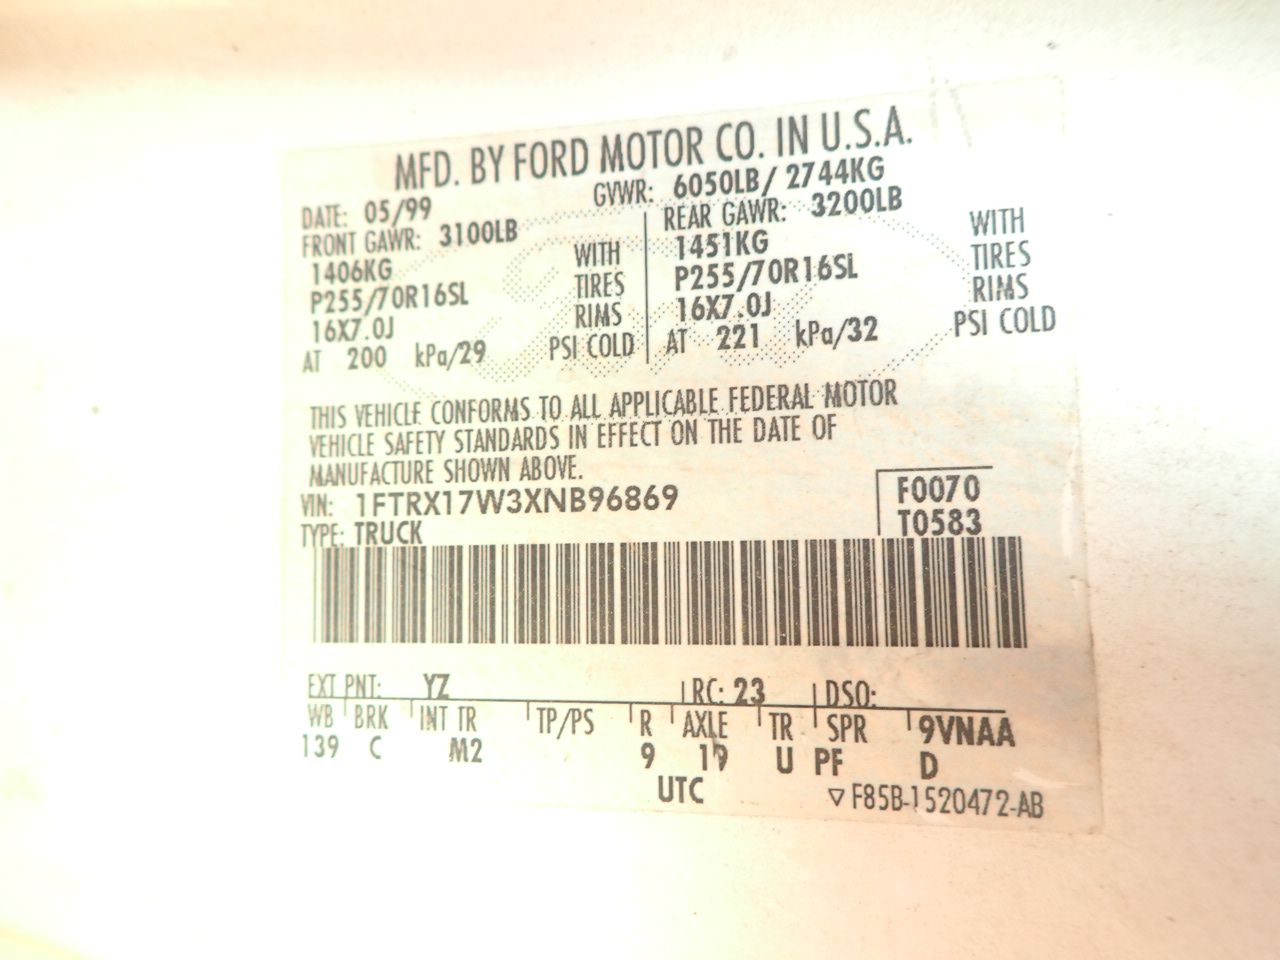 MFD. BY FORD MOTOR CO. IN U.S.A.
DATE: 05/99 GVWR: 6050LB/ 2744KG
FRONT GAWR: 3100LB
1406KG WITH
P255/70R16SL TIRES
16X7.0J RIMS
AT 200 kPa/29 PSI COLD
REAR GAWR: 3200LB
1451KG WITH
P255/70R16SL TIRES
16X7.0J RIMS
AT 221 kPa/32 PSI COLD
THIS VEHICLE CONFORMS TO ALL APPLICABLE FEDERAL MOTOR
VEHICLE SAFETY STANDARDS IN EFFECT ON THE DATE OF
MANUFACTURE SHOWN ABOVE.
VIN: 1FTRX17W3XNB96869 F0070
TYPE: TRUCK T0583
EXT PNT: YZ RC: 23 DSO:
WB BRK INT TR TP/PS R AXLE TR SPR 9VNAA
139 C M2 9 19 U PF D
UTC ▽F85B-1520472-AB